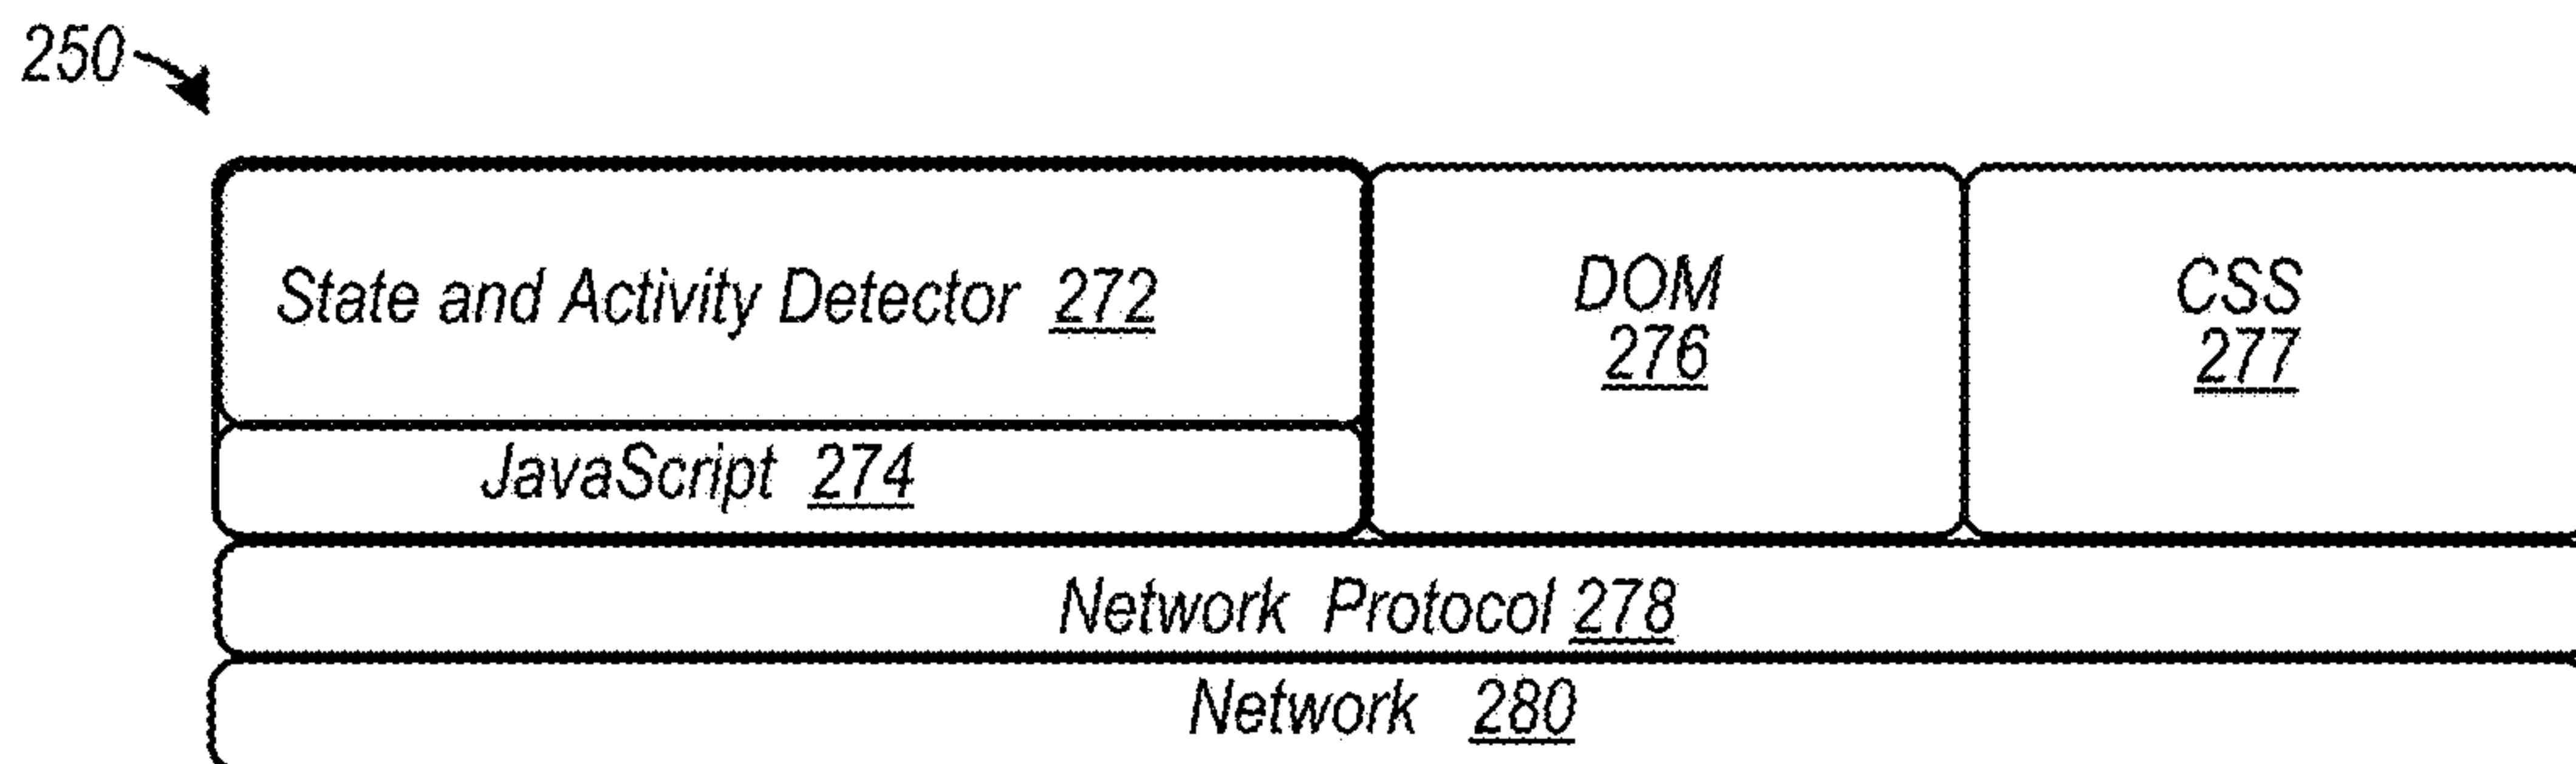 250
State and Activity Detector 272
DOM
276
CSS
277
JavaScript 274
Network Protocol 278
Network 280